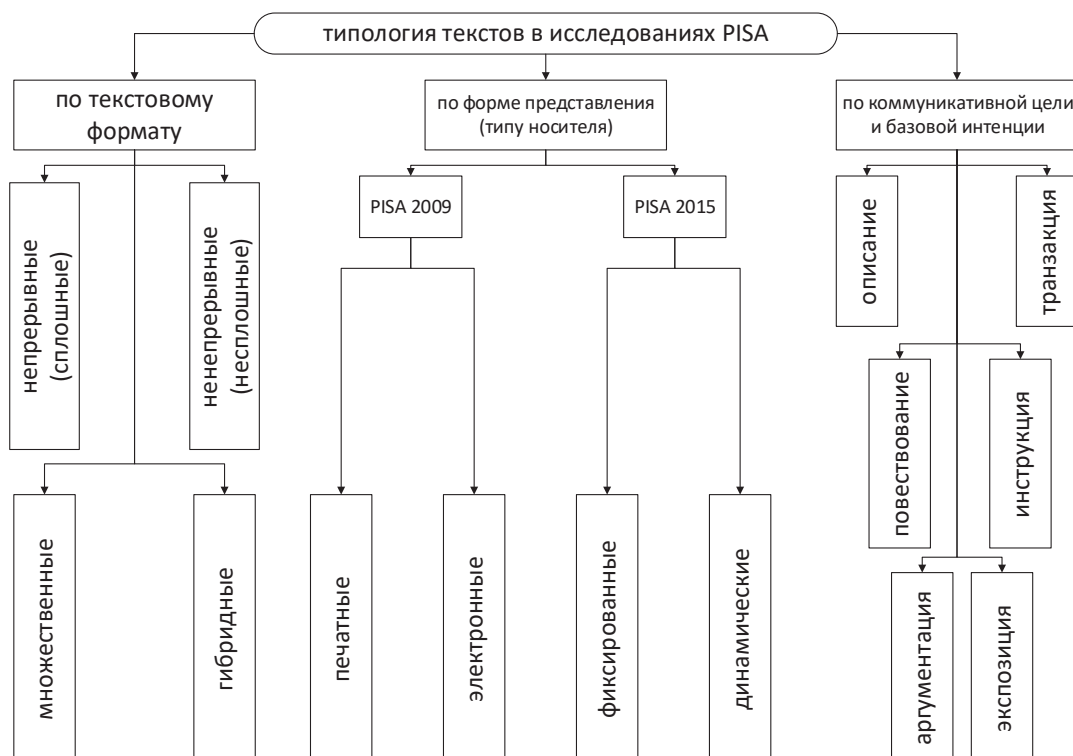 типология текстов в исследованиях PISA
по текстовому
формату
по форме представления
(типу носителя)
по коммуникативной цели
и базовой интенции
непрерывные
(сплошные)
ненепрерывные
(несплошные)
PISA 2009
PISA 2015
описание
транзакция
повествование
инструкция
множественные
гибридные
печатные
электронные
фиксированные
динамические
аргументация
экспозиция